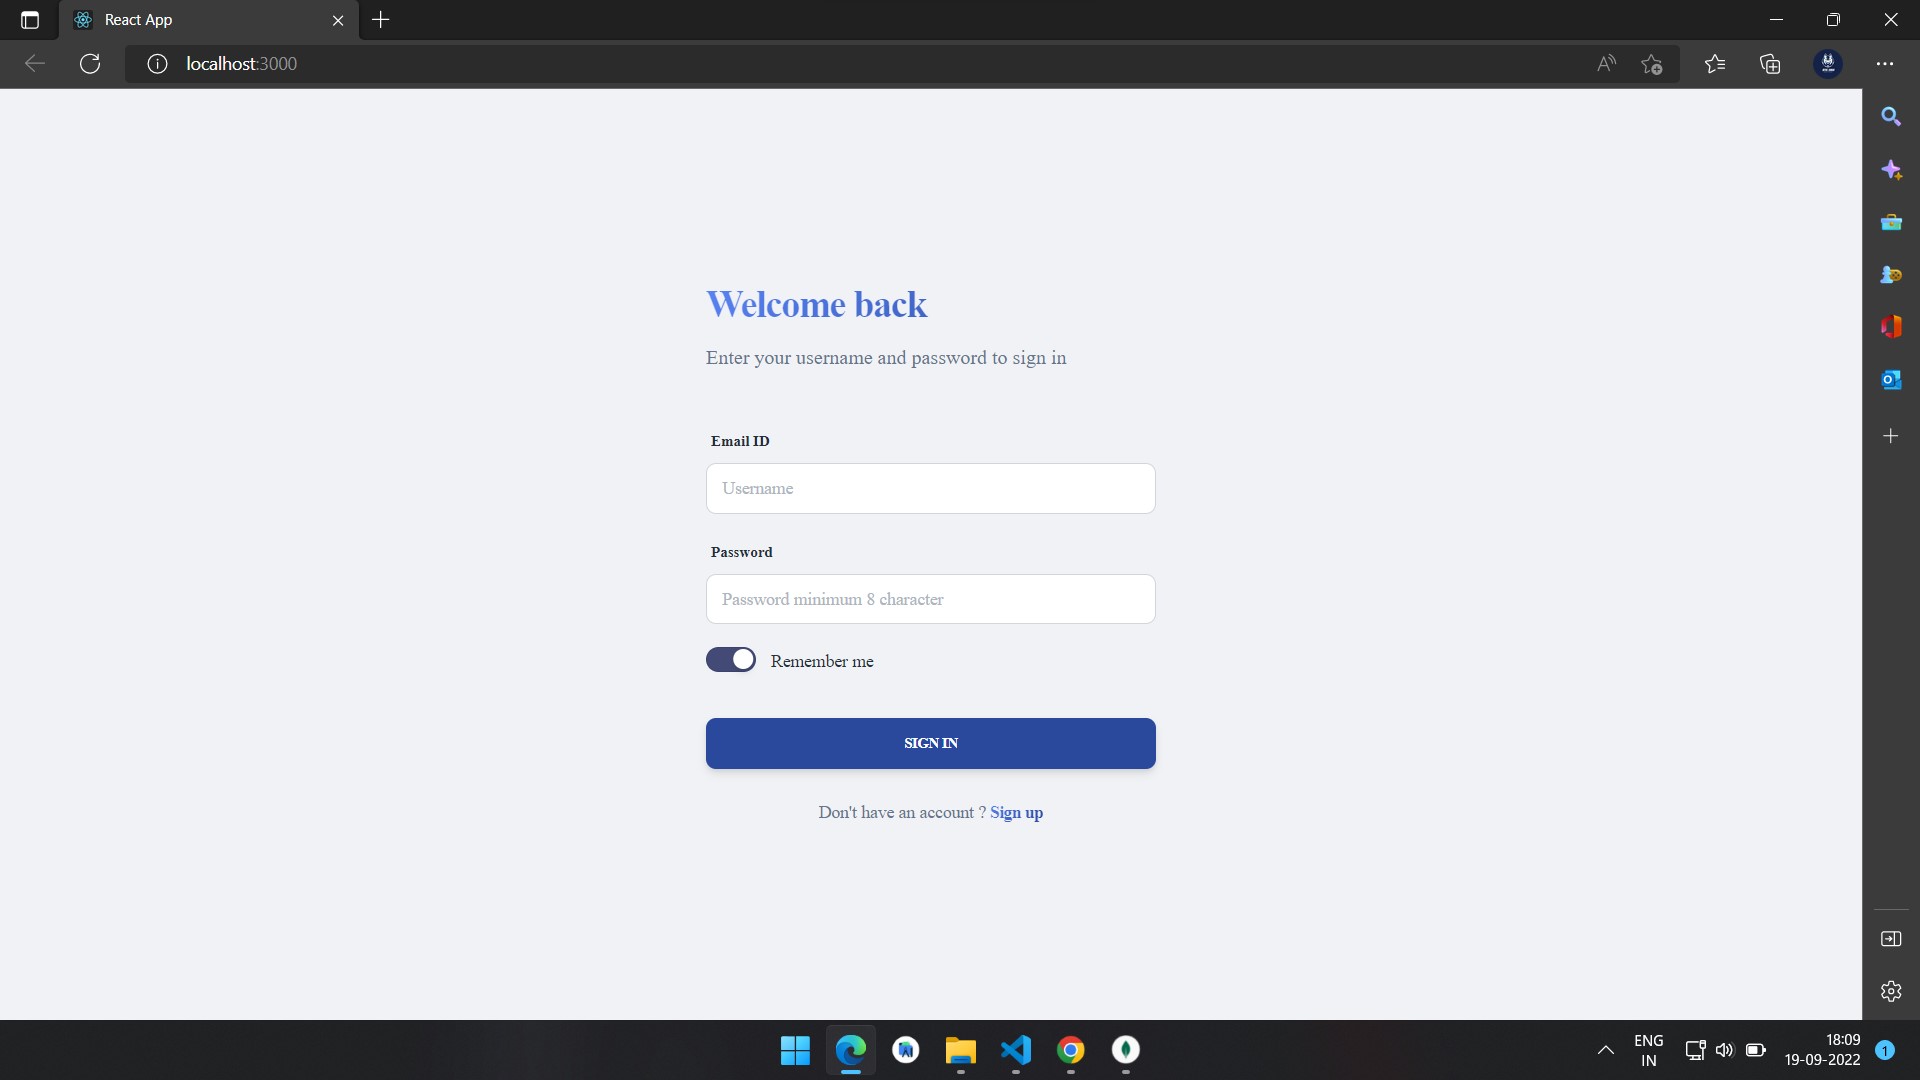 React App
localhost:3000
Welcome back
Enter your username and password to sign in
Email ID
Username
Password
Password minimum 8 character
Remember me
SIGN IN
Don't have an account ? Sign up
ENG
IN
18:09
19-09-2022
1